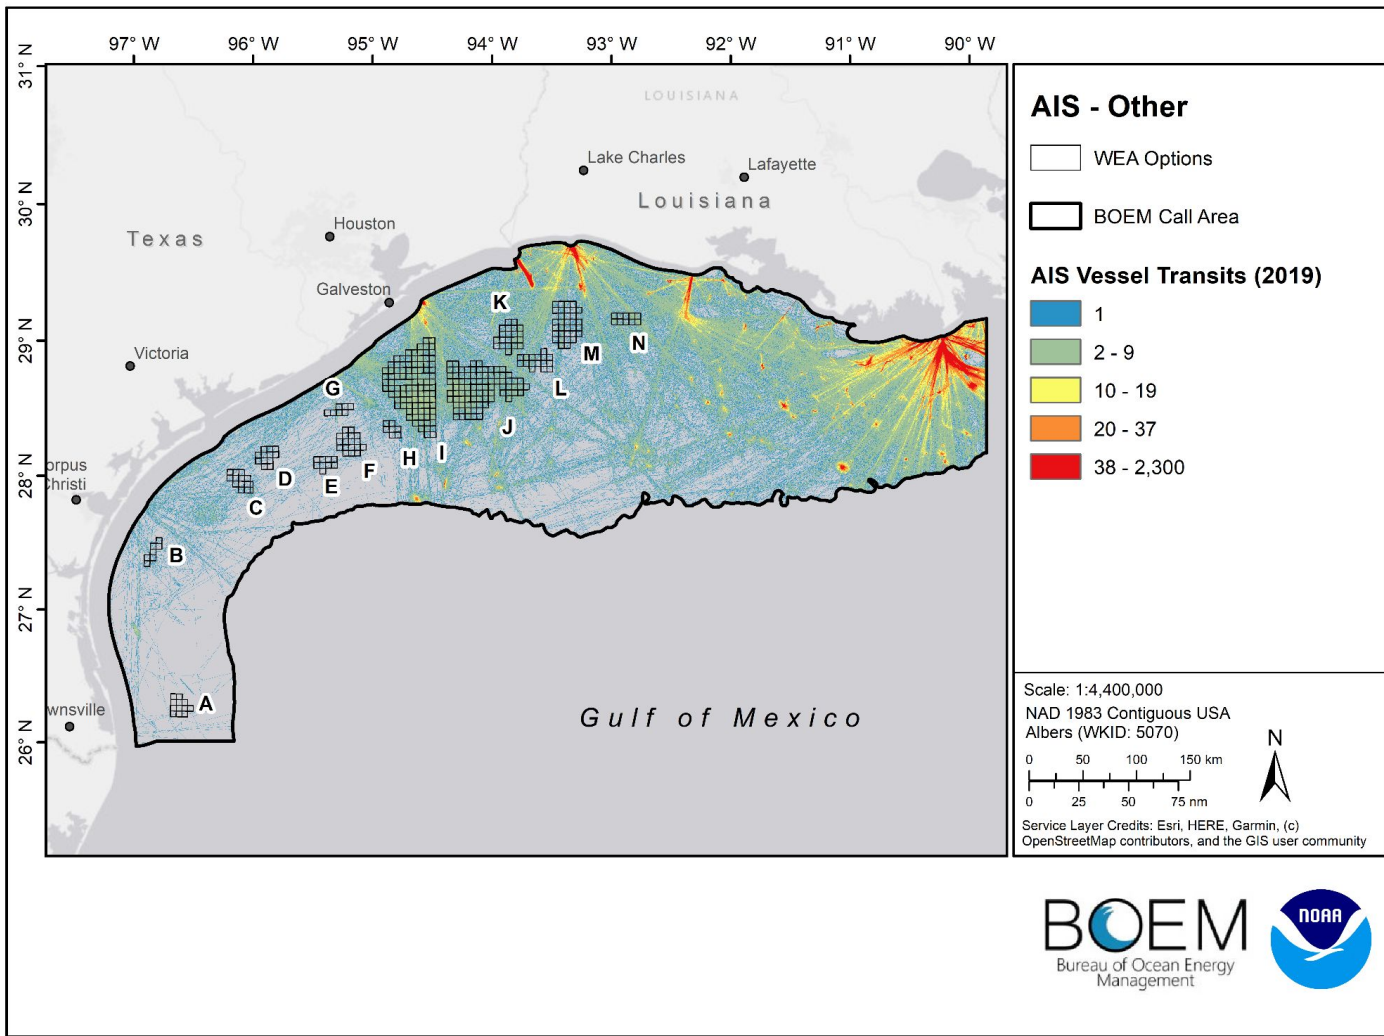 97° W 96° W 95° W 94° W 93° W 92° W 91° W 90° W
31° N
30° N
29° N
28° N
27° N
26° N
LOUISIANA
Lake Charles
Lafayette
Louisiana
Houston
Texas
Galveston
Victoria
orpus
Christi
wnsville
K
N
M
G
L
J
I
H
F
D
E
C
B
A
Gulf of Mexico
AIS - Other
WEA Options
BOEM Call Area
AIS Vessel Transits (2019)
1
2 - 9
10 - 19
20 - 37
38 - 2,300
Scale: 1:4,400,000
NAD 1983 Contiguous USA
Albers (WKID: 5070)
N
0 50 100 150 km
0 25 50 75 nm
Service Layer Credits: Esri, HERE, Garmin, (c)
OpenStreetMap contributors, and the GIS user community
BOEM
Bureau of Ocean Energy
Management
NOAA